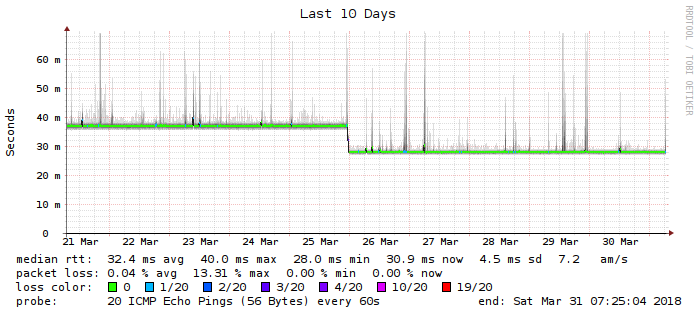 Last 10 Days
RRDTOOL / TOBI OETIKER
Seconds
60 m
50 m
40 m
30 m
20 m
10 m
0
21 Mar 22 Mar 23 Mar 24 Mar 25 Mar 26 Mar 27 Mar 28 Mar 29 Mar 30 Mar
median rtt: 32.4 ms avg 40.0 ms max 28.0 ms min 30.9 ms now 4.5 ms sd 7.2 am/s
packet loss: 0.04 % avg 13.31 % max 0.00 % min 0.00 % now
loss color: 0 1/20 2/20 3/20 4/20 10/20 19/20
probe: 20 ICMP Echo Pings (56 Bytes) every 60s end: Sat Mar 31 07:25:04 2018